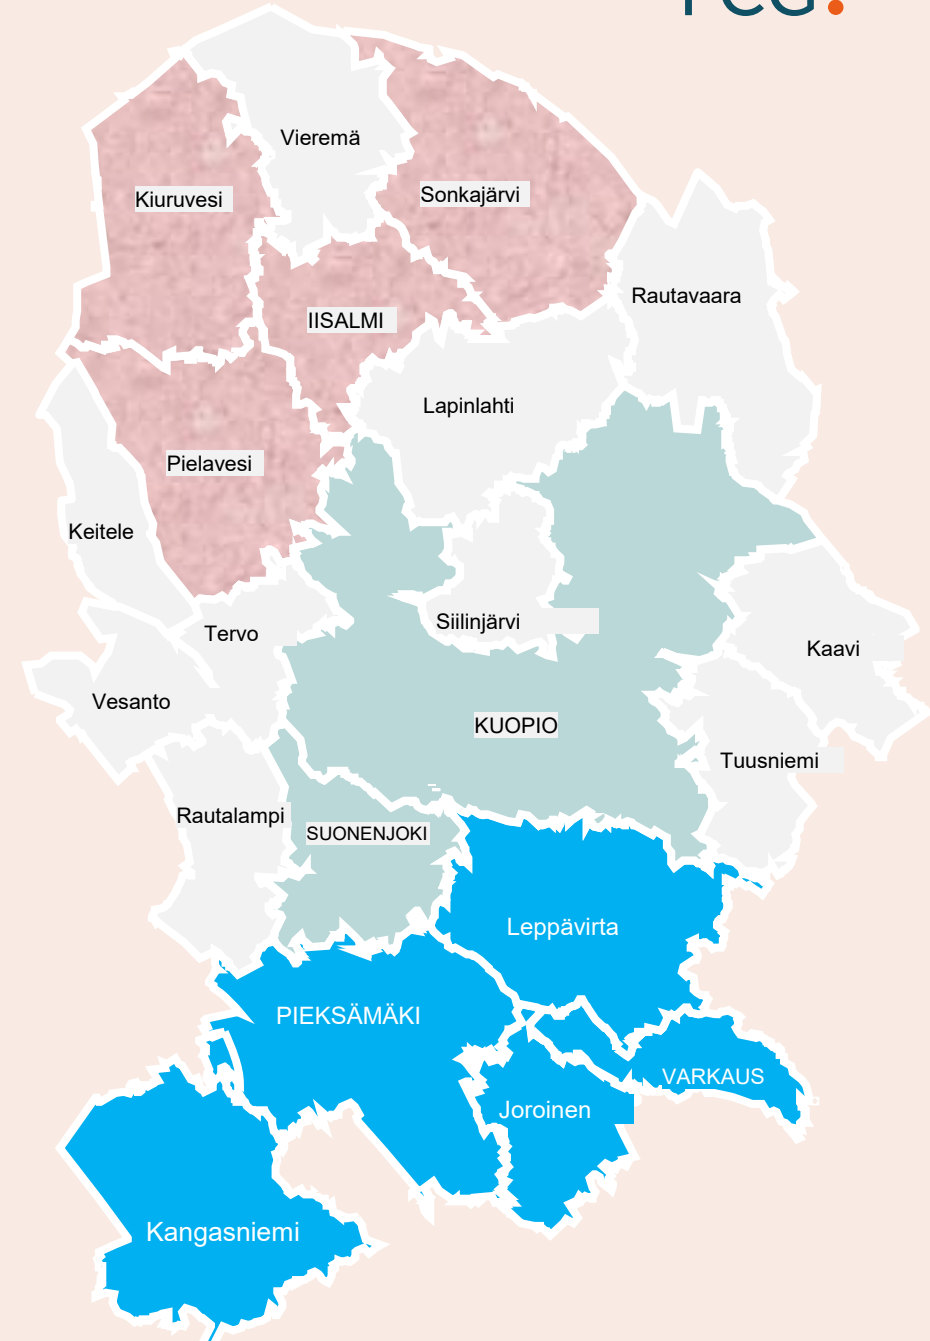 FCG.
Vieremä
Kiuruvesi
Sonkajärvi
Rautavaara
IISALMI
Lapinlahti
Pielavesi
Keitele
Siilinjärvi
Tervo
Kaavi
Vesanto
KUOPIO
Tuusniemi
Rautalampi
SUONENJOKI
Leppävirta
PIEKSÄMÄKI
VARKAUS
Joroinen
Kangasniemi